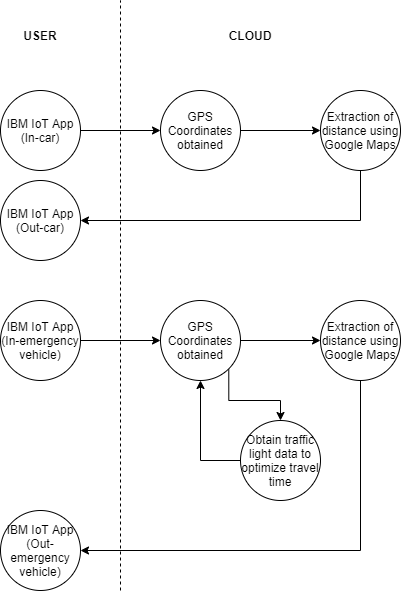 USER
CLOUD
IBM IoT App
(In-car)
GPS
Coordinates
obtained
Extraction of
distance using
Google Maps
IBM IoT App
(Out-car)
IBM IoT App
(In-emergency
vehicle)
GPS
Coordinates
obtained
Extraction of
distance using
Google Maps
Obtain traffic
light data to
optimize travel
time
IBM IoT App
(Out-
emergency
vehicle)